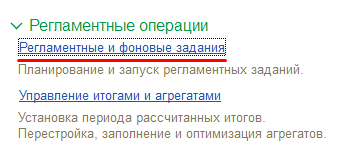 Регламентные операции
Регламентные и фоновые задания
Планирование и запуск регламентных заданий.
Управление итогами и агрегатами
Установка периода рассчитанных итогов.
Перестройка, заполнение и оптимизация агрегатов.